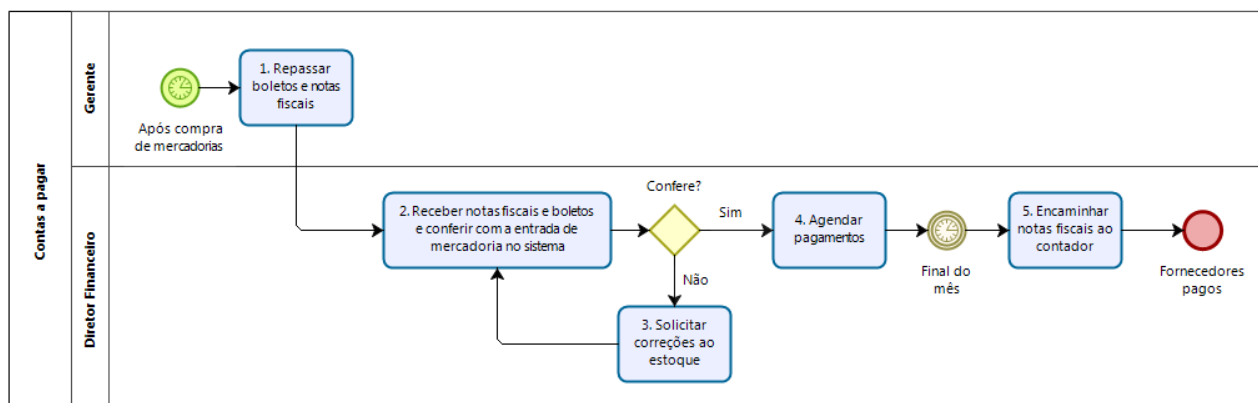 Contas a pagar
Gerente
Após compra
de mercadorias
1. Repassar
boletos e notas
fiscais
Diretor Financeiro
2. Receber notas fiscais e boletos
e conferir com a entrada de
mercadoria no sistema
Confere?
Sim
Não
3. Solicitar
correções ao
estoque
4. Agendar
pagamentos
Final do
mês
5. Encaminhar
notas fiscais ao
contador
Fornecedores
pagos